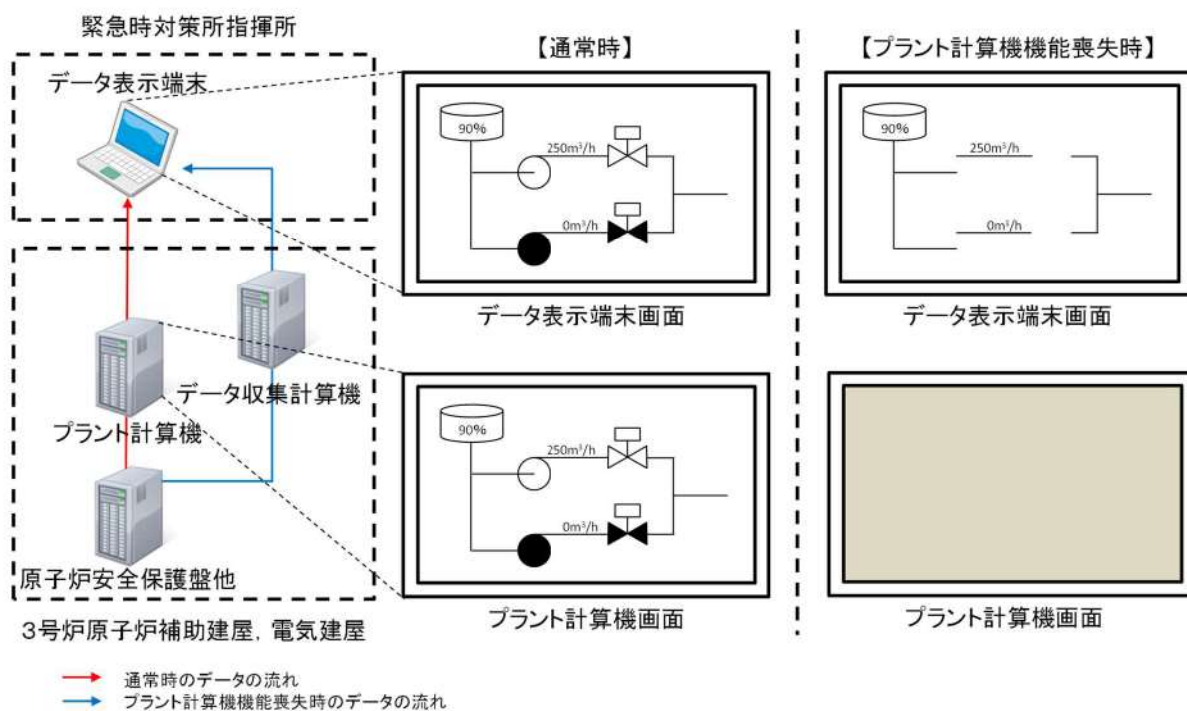 緊急時対策所指揮所
データ表示端末
データ収集計算機
プラント計算機
原子炉安全保護盤他
3号炉原子炉補助建屋，電気建屋
【通常時】
90%
250m³/h
0m³/h
データ表示端末画面
90%
250m³/h
0m³/h
プラント計算機画面
【プラント計算機機能喪失時】
90%
250m³/h
0m³/h
データ表示端末画面
プラント計算機画面
通常時のデータの流れ
プラント計算機機能喪失時のデータの流れ